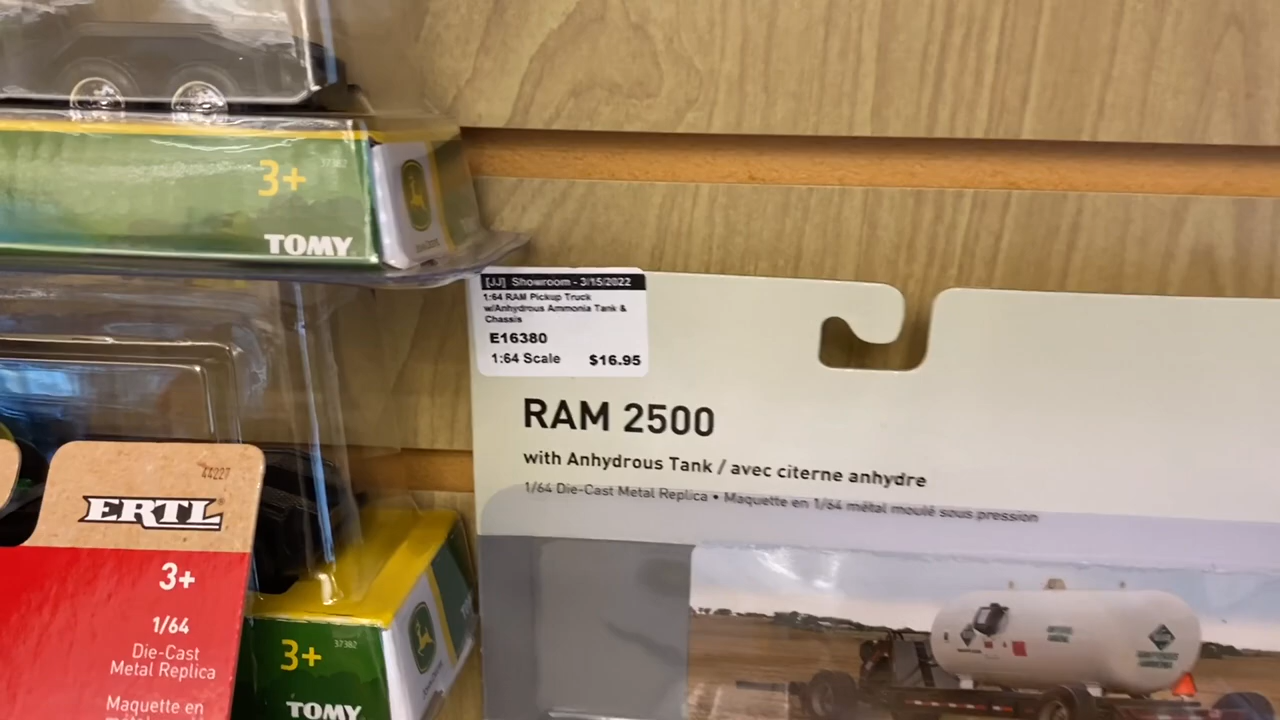 3+
37382
TOMY
[JJ] Showroom - 3/15/2022
1:64 RAM Pickup Truck
w/Anhydrous Ammonia Tank &
Chassis
E16380
1:64 Scale $16.95
RAM 2500
with Anhydrous Tank / avec citerne anhydre
1/64 Die-Cast Metal Replica • Maquette en 1/64 métal moulé sous pression
44227
ERTL
3+
1/64
Die-Cast
Metal Replica
Maquette en
3+
37382
TOMY